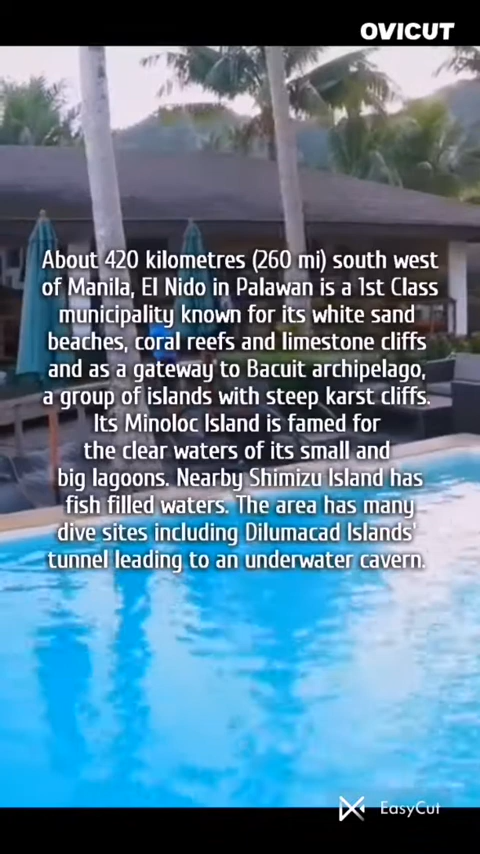 OVICUT
About 420 kilometres (260 mi) south west
of Manila, El Nido in Palawan is a 1st Class
municipality known for its white sand
beaches, coral reefs and limestone cliffs
and as a gateway to Bacuit archipelago,
a group of islands with steep karst cliffs.
Its Minoloc Island is famed for
the clear waters of its small and
big lagoons. Nearby Shimizu Island has
fish filled waters. The area has many
dive sites including Dilumacad Islands'
tunnel leading to an underwater cavern.
EasyCut